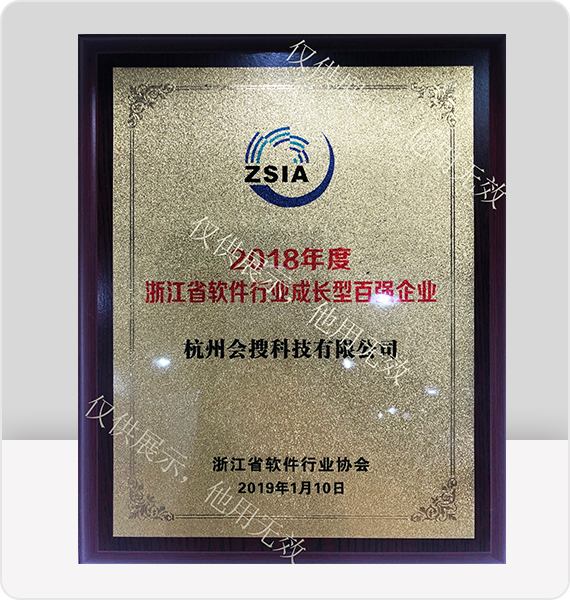 ZSIA
2018年度
浙江省软件行业成长型百强企业
杭州会搜科技有限公司
浙江省软件行业协会
2019年1月10日
仅供展示，他用无效
仅供展示，他用无效
仅供展示，他用无效